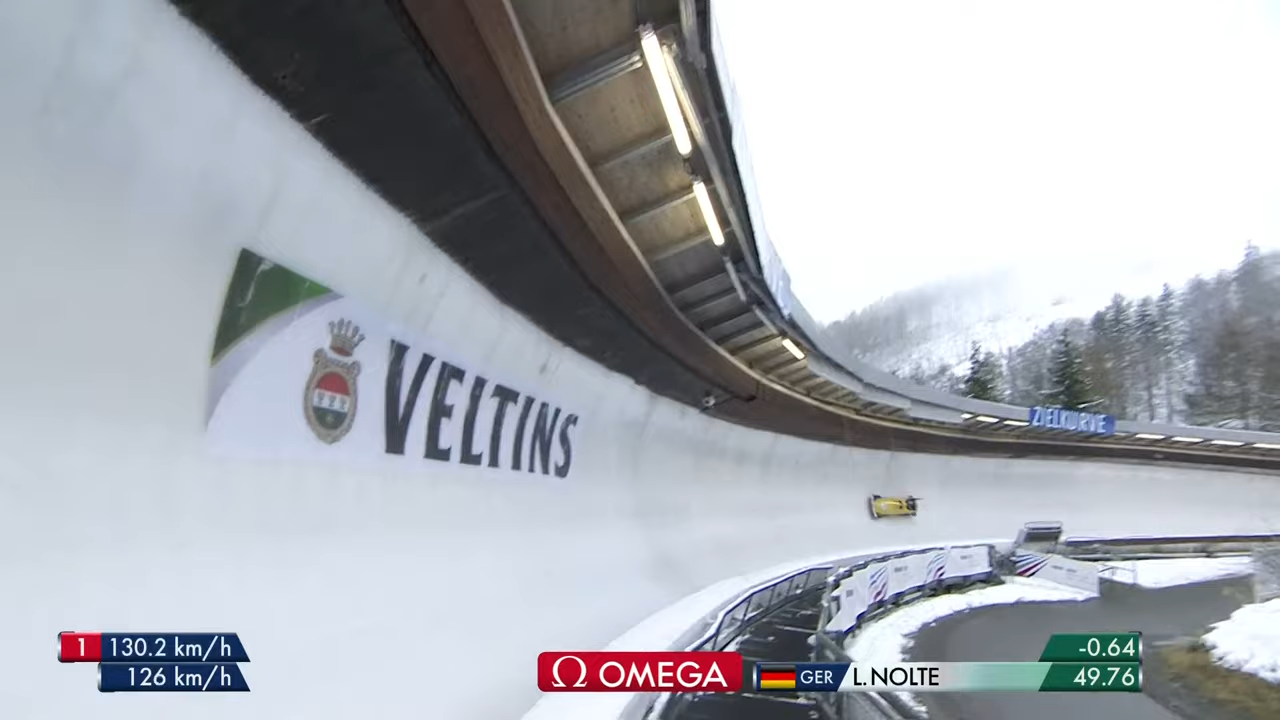 VELTINS
ZIELKURVE
1 130.2 km/h
126 km/h
Ω OMEGA
GER L. NOLTE
-0.64
49.76